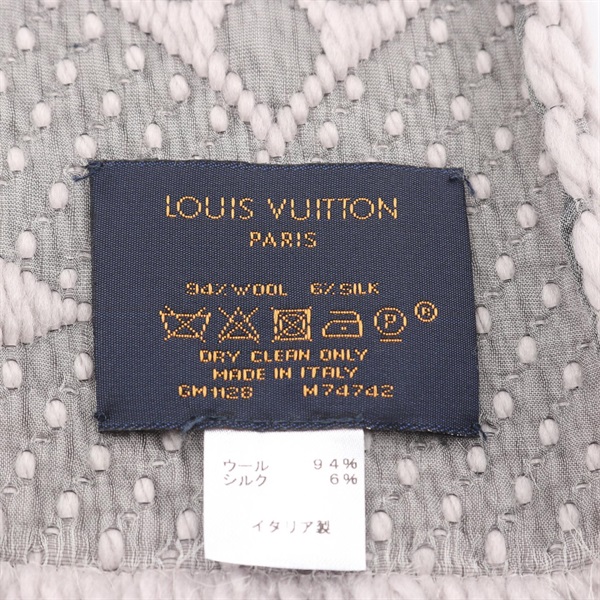 LOUIS VUITTON
PARIS
94% WOOL 6% SILK
P ®
DRY CLEAN ONLY
MADE IN ITALY
GM1128 M74742
ウール 94%
シルク 6%
イタリア製